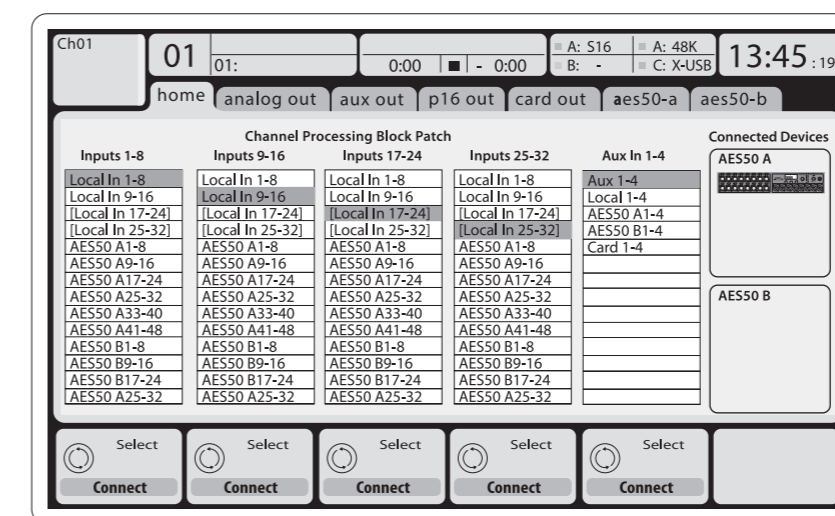 Ch01
01
01:
0:00 - 0:00
A: S16 A: 48K
B: - C: X-USB
13:45 : 19
home analog out aux out p16 out card out aes50-a aes50-b
Channel Processing Block Patch
Connected Devices
Inputs 1-8 Inputs 9-16 Inputs 17-24 Inputs 25-32 Aux In 1-4
AES50 A
Local In 1-8 Local In 1-8 Local In 1-8 Local In 1-8 Aux 1-4
Local In 9-16 Local In 9-16 Local In 9-16 Local In 9-16 Local 1-4
[Local In 17-24] [Local In 17-24] [Local In 17-24] [Local In 17-24] AES50 A1-4
[Local In 25-32] [Local In 25-32] [Local In 25-32] [Local In 25-32] AES50 B1-4
AES50 A1-8 AES50 A1-8 AES50 A1-8 AES50 A1-8 Card 1-4
AES50 A9-16 AES50 A9-16 AES50 A9-16 AES50 A9-16
AES50 A17-24 AES50 A17-24 AES50 A17-24 AES50 A17-24
AES50 A25-32 AES50 A25-32 AES50 A25-32 AES50 A25-32
AES50 B
AES50 A33-40 AES50 A33-40 AES50 A33-40 AES50 A33-40
AES50 A41-48 AES50 A41-48 AES50 A41-48 AES50 A41-48
AES50 B1-8 AES50 B1-8 AES50 B1-8 AES50 B1-8
AES50 B9-16 AES50 B9-16 AES50 B9-16 AES50 B9-16
AES50 B17-24 AES50 B17-24 AES50 B17-24 AES50 B17-24
AES50 A25-32 AES50 A25-32 AES50 A25-32 AES50 A25-32
Select Select Select Select Select
Connect Connect Connect Connect Connect